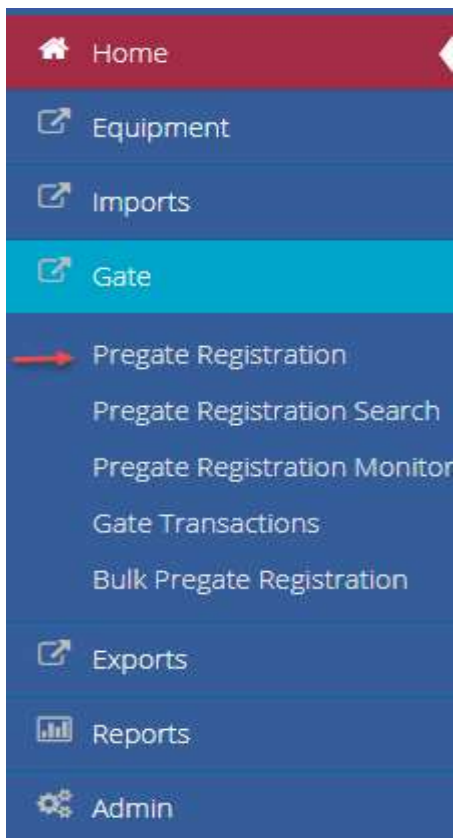 Home
Equipment
Imports
Gate
Pregate Registration
Pregate Registration Search
Pregate Registration Monitor
Gate Transactions
Bulk Pregate Registration
Exports
Reports
Admin